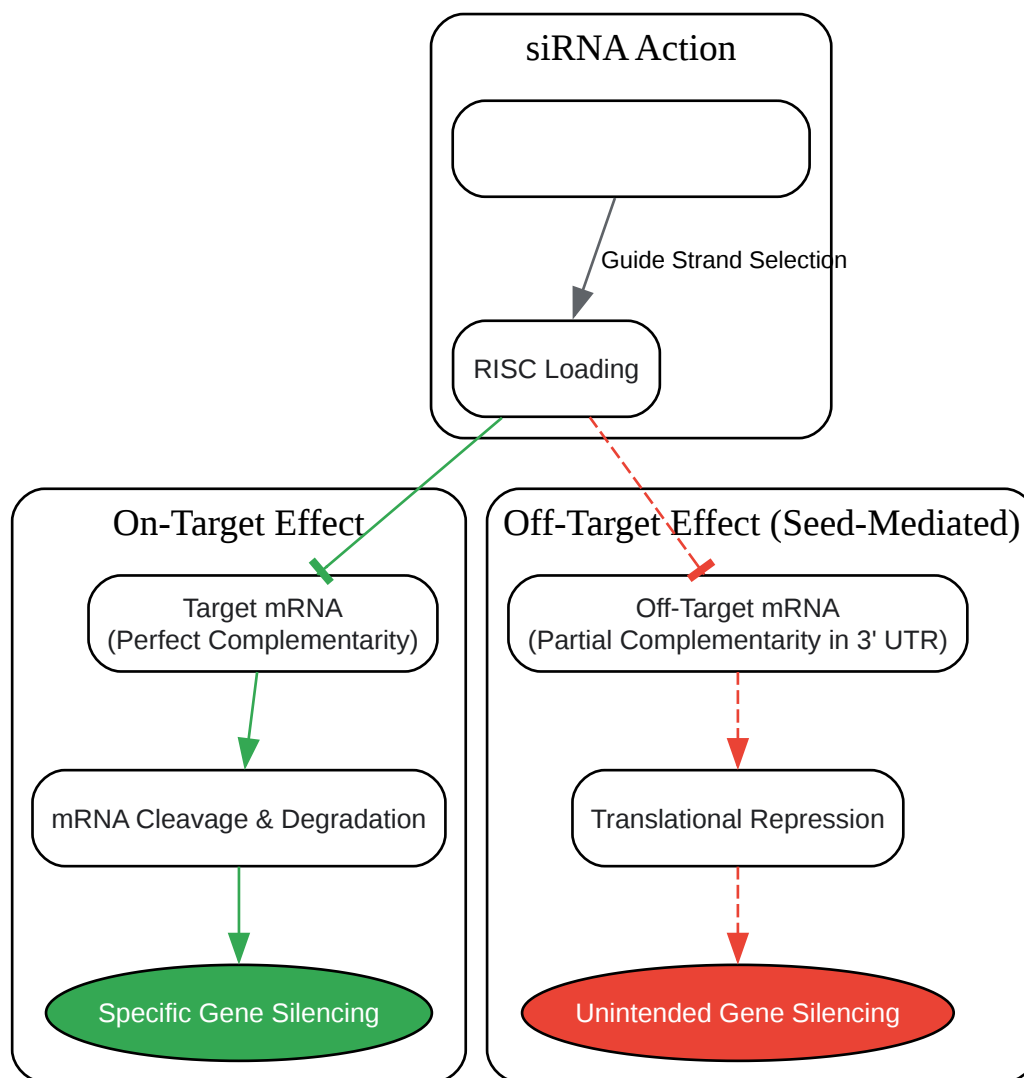 siRNA Action
Guide Strand Selection
RISC Loading
On-Target Effect
Target mRNA
(Perfect Complementarity)
mRNA Cleavage & Degradation
Specific Gene Silencing
Off-Target Effect (Seed-Mediated)
Off-Target mRNA
(Partial Complementarity in 3' UTR)
Translational Repression
Unintended Gene Silencing